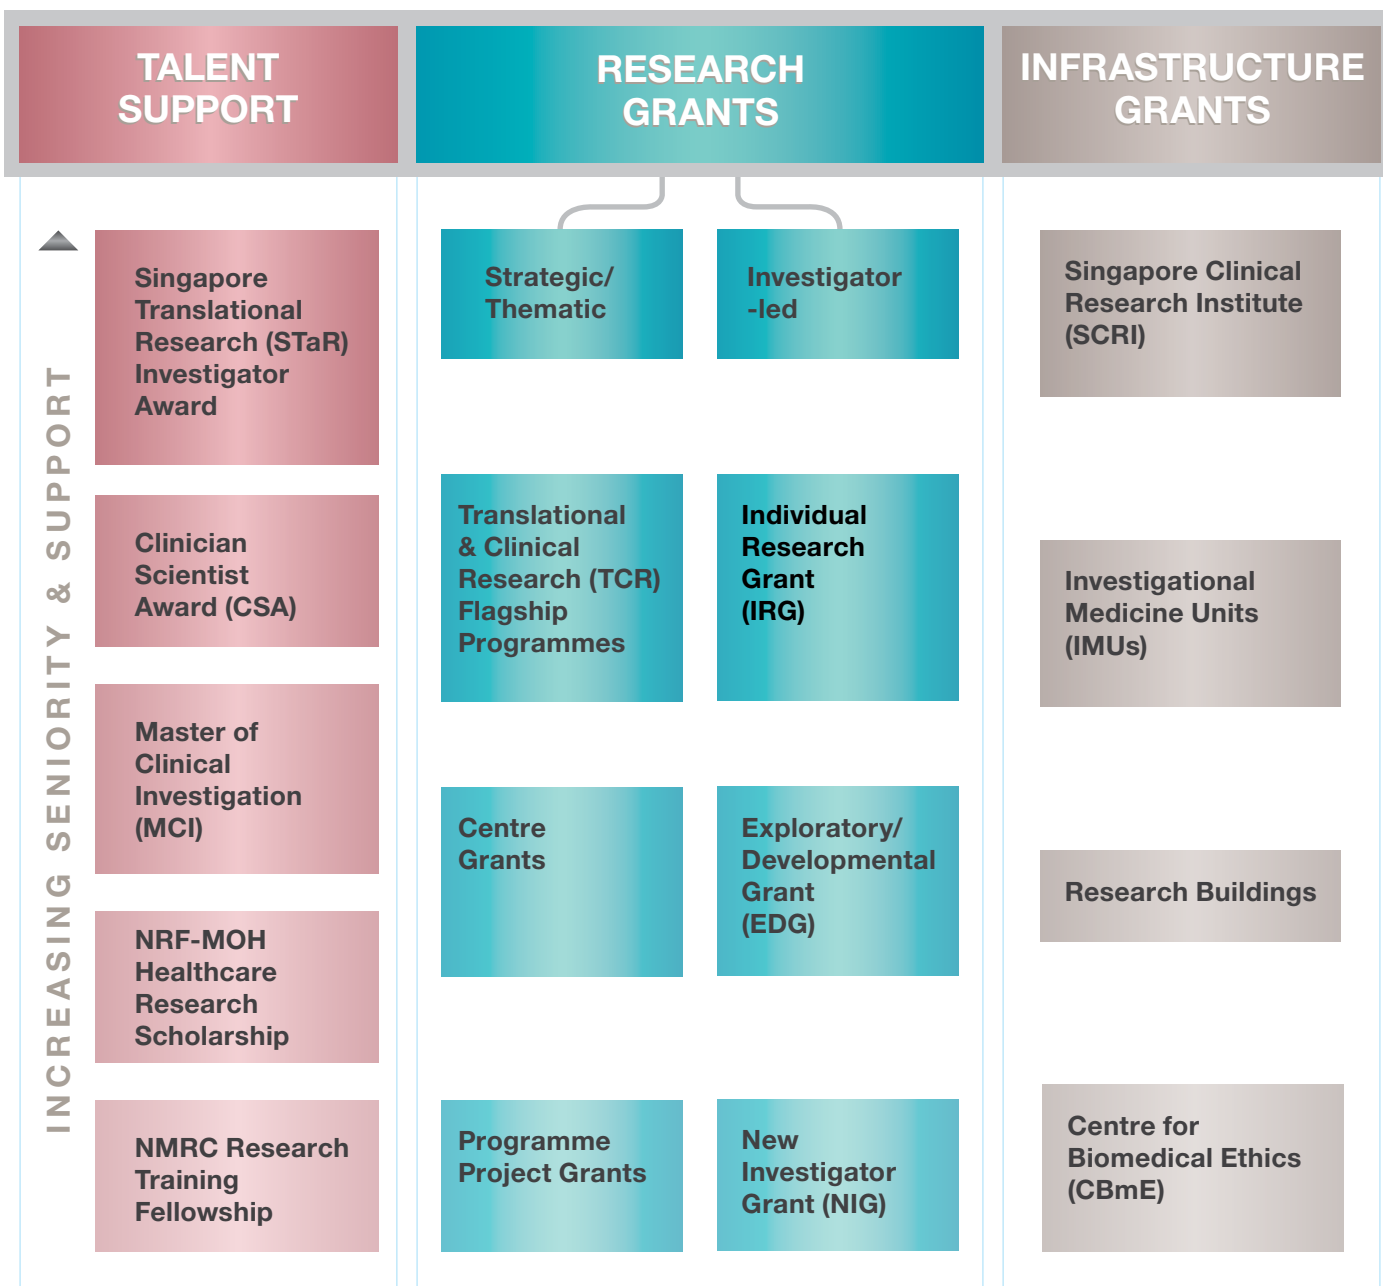 TALENT
SUPPORT
RESEARCH
GRANTS
INFRASTRUCTURE
GRANTS
INCREASING SENIORITY & SUPPORT
Singapore
Translational
Research (STaR)
Investigator
Award
Clinician
Scientist
Award (CSA)
Master of
Clinical
Investigation
(MCI)
NRF-MOH
Healthcare
Research
Scholarship
NMRC Research
Training
Fellowship
Strategic/
Thematic
Translational
& Clinical
Research (TCR)
Flagship
Programmes
Centre
Grants
Programme
Project Grants
Investigator
-led
Individual
Research
Grant
(IRG)
Exploratory/
Developmental
Grant
(EDG)
New
Investigator
Grant (NIG)
Singapore Clinical
Research Institute
(SCRI)
Investigational
Medicine Units
(IMUs)
Research Buildings
Centre for
Biomedical Ethics
(CBmE)